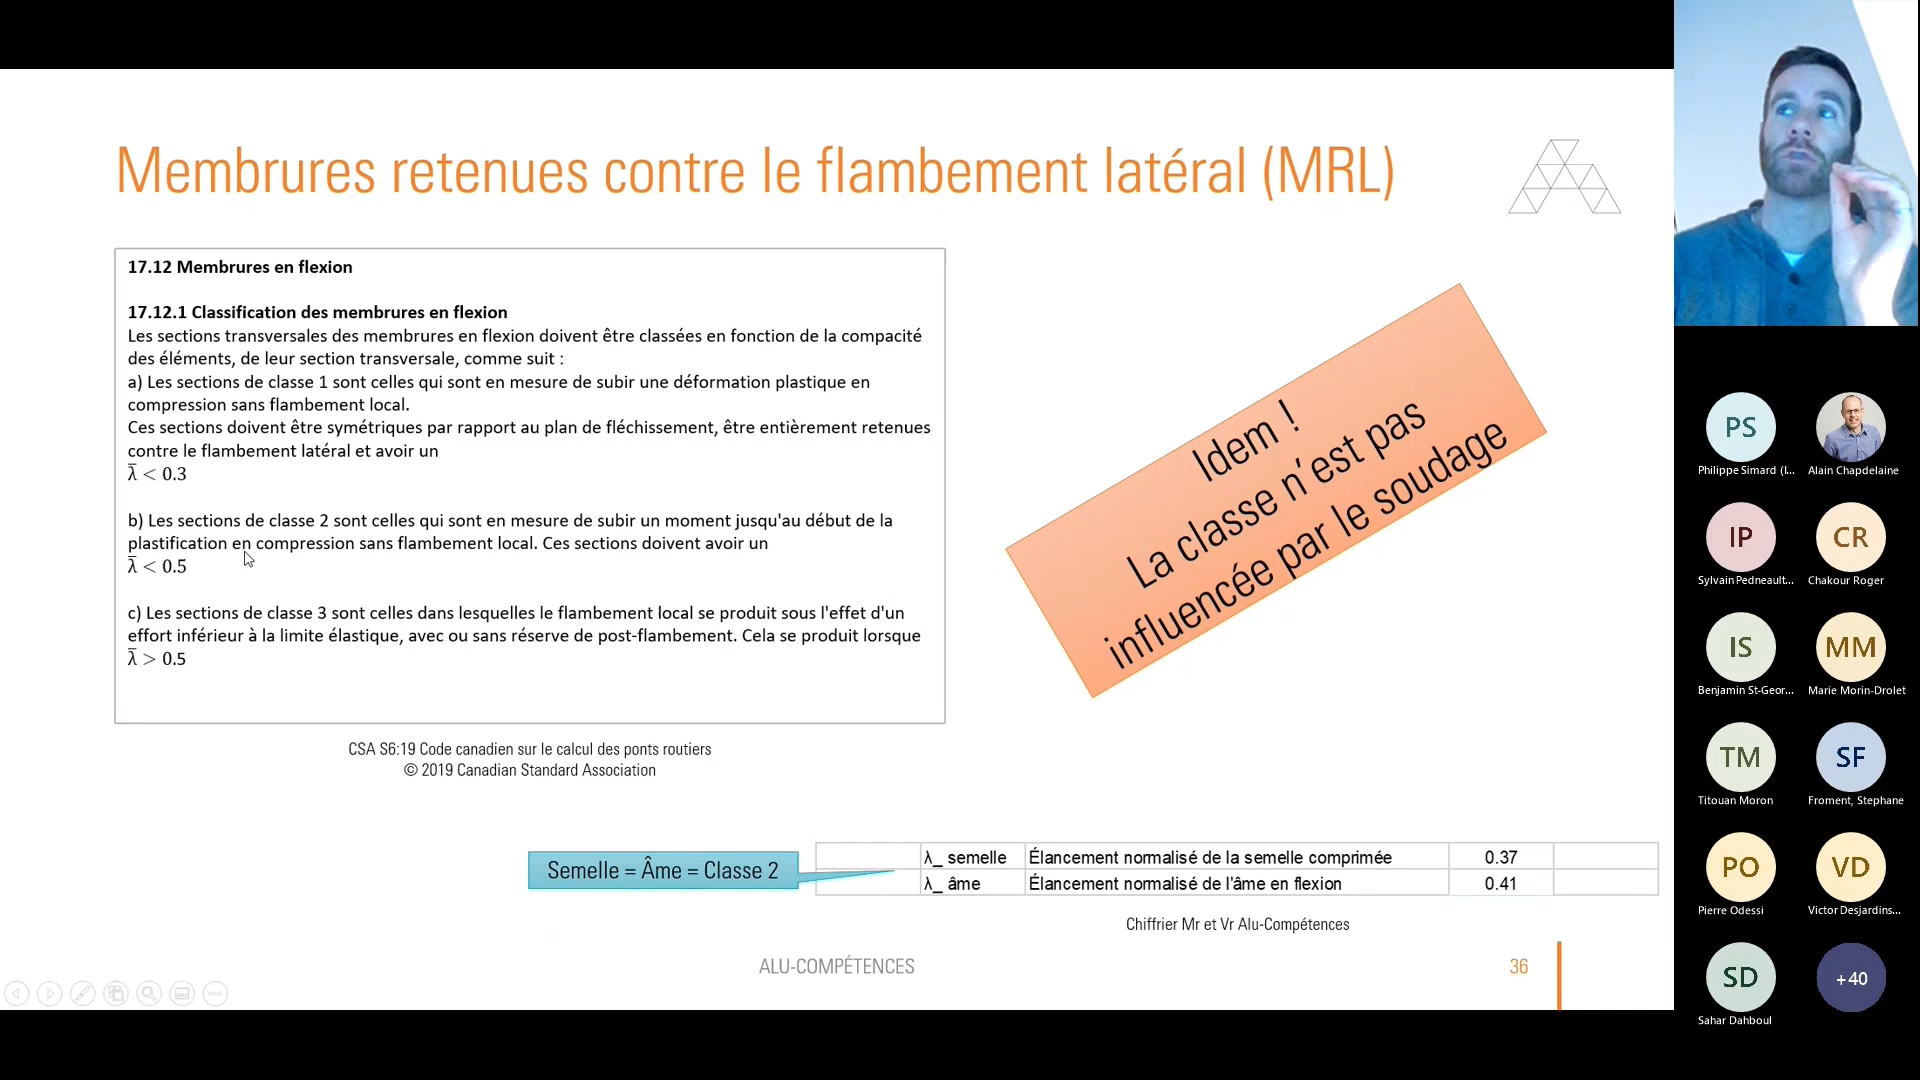 Membrures retenues contre le flambement latéral (MRL)
17.12 Membrures en flexion
17.12.1 Classification des membrures en flexion
Les sections transversales des membrures en flexion doivent être classées en fonction de la compacité
des éléments, de leur section transversale, comme suit :
a) Les sections de classe 1 sont celles qui sont en mesure de subir une déformation plastique en
compression sans flambement local.
Ces sections doivent être symétriques par rapport au plan de fléchissement, être entièrement retenues
contre le flambement latéral et avoir un
λ̄ < 0.3
b) Les sections de classe 2 sont celles qui sont en mesure de subir un moment jusqu'au début de la
plastification en compression sans flambement local. Ces sections doivent avoir un
λ̄ < 0.5
c) Les sections de classe 3 sont celles dans lesquelles le flambement local se produit sous l'effet d'un
effort inférieur à la limite élastique, avec ou sans réserve de post-flambement. Cela se produit lorsque
λ̄ > 0.5
CSA S6:19 Code canadien sur le calcul des ponts routiers
© 2019 Canadian Standard Association
Idem !
La classe n'est pas
influencée par le soudage
Semelle = Âme = Classe 2
λ_ semelle Élancement normalisé de la semelle comprimée 0.37
λ_ âme Élancement normalisé de l'âme en flexion 0.41
Chiffrier Mr et Vr Alu-Compétences
ALU-COMPÉTENCES
36
PS
Philippe Simard (I... Alain Chapdelaine
IP CR
Sylvain Pedneault... Chakour Roger
IS MM
Benjamin St-Geor... Marie Morin-Drolet
TM SF
Titouan Moron Froment, Stephane
PO VD
Pierre Odessi Victor Desjardins...
SD +40
Sahar Dahboul